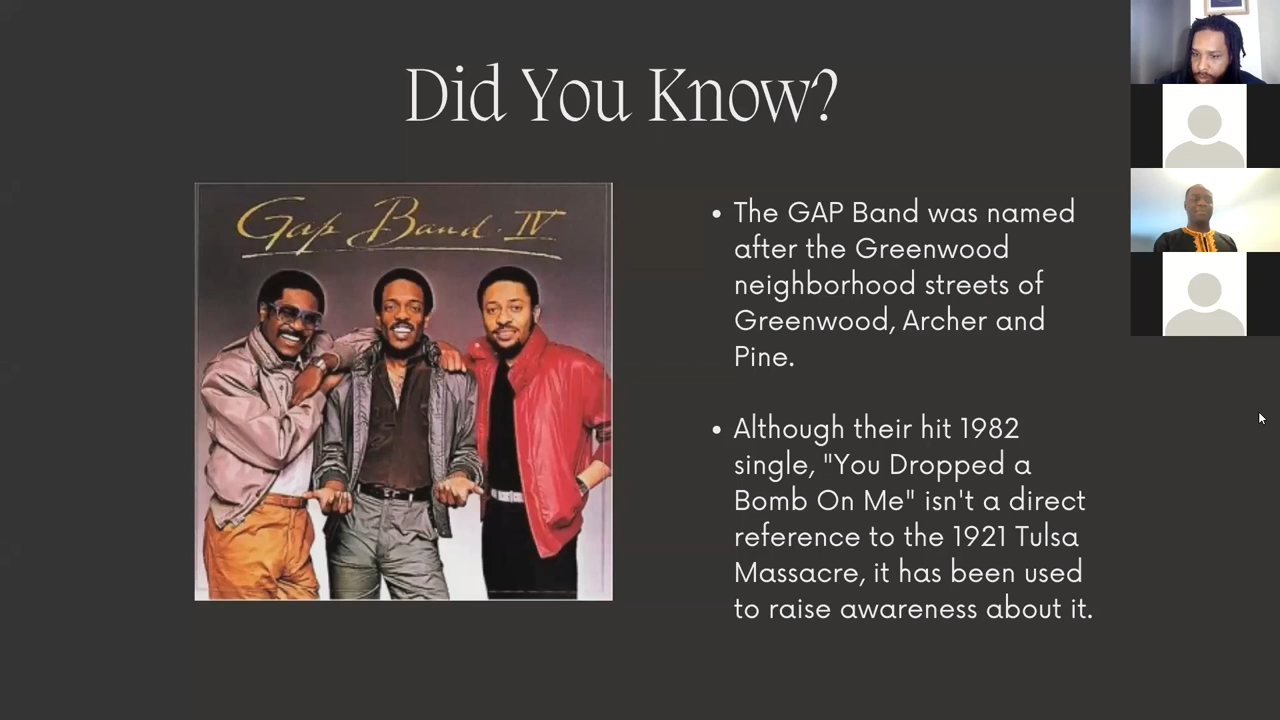 Did You Know?
Gap Band IV
• The GAP Band was named
after the Greenwood
neighborhood streets of
Greenwood, Archer and
Pine.
• Although their hit 1982
single, "You Dropped a
Bomb On Me" isn't a direct
reference to the 1921 Tulsa
Massacre, it has been used
to raise awareness about it.